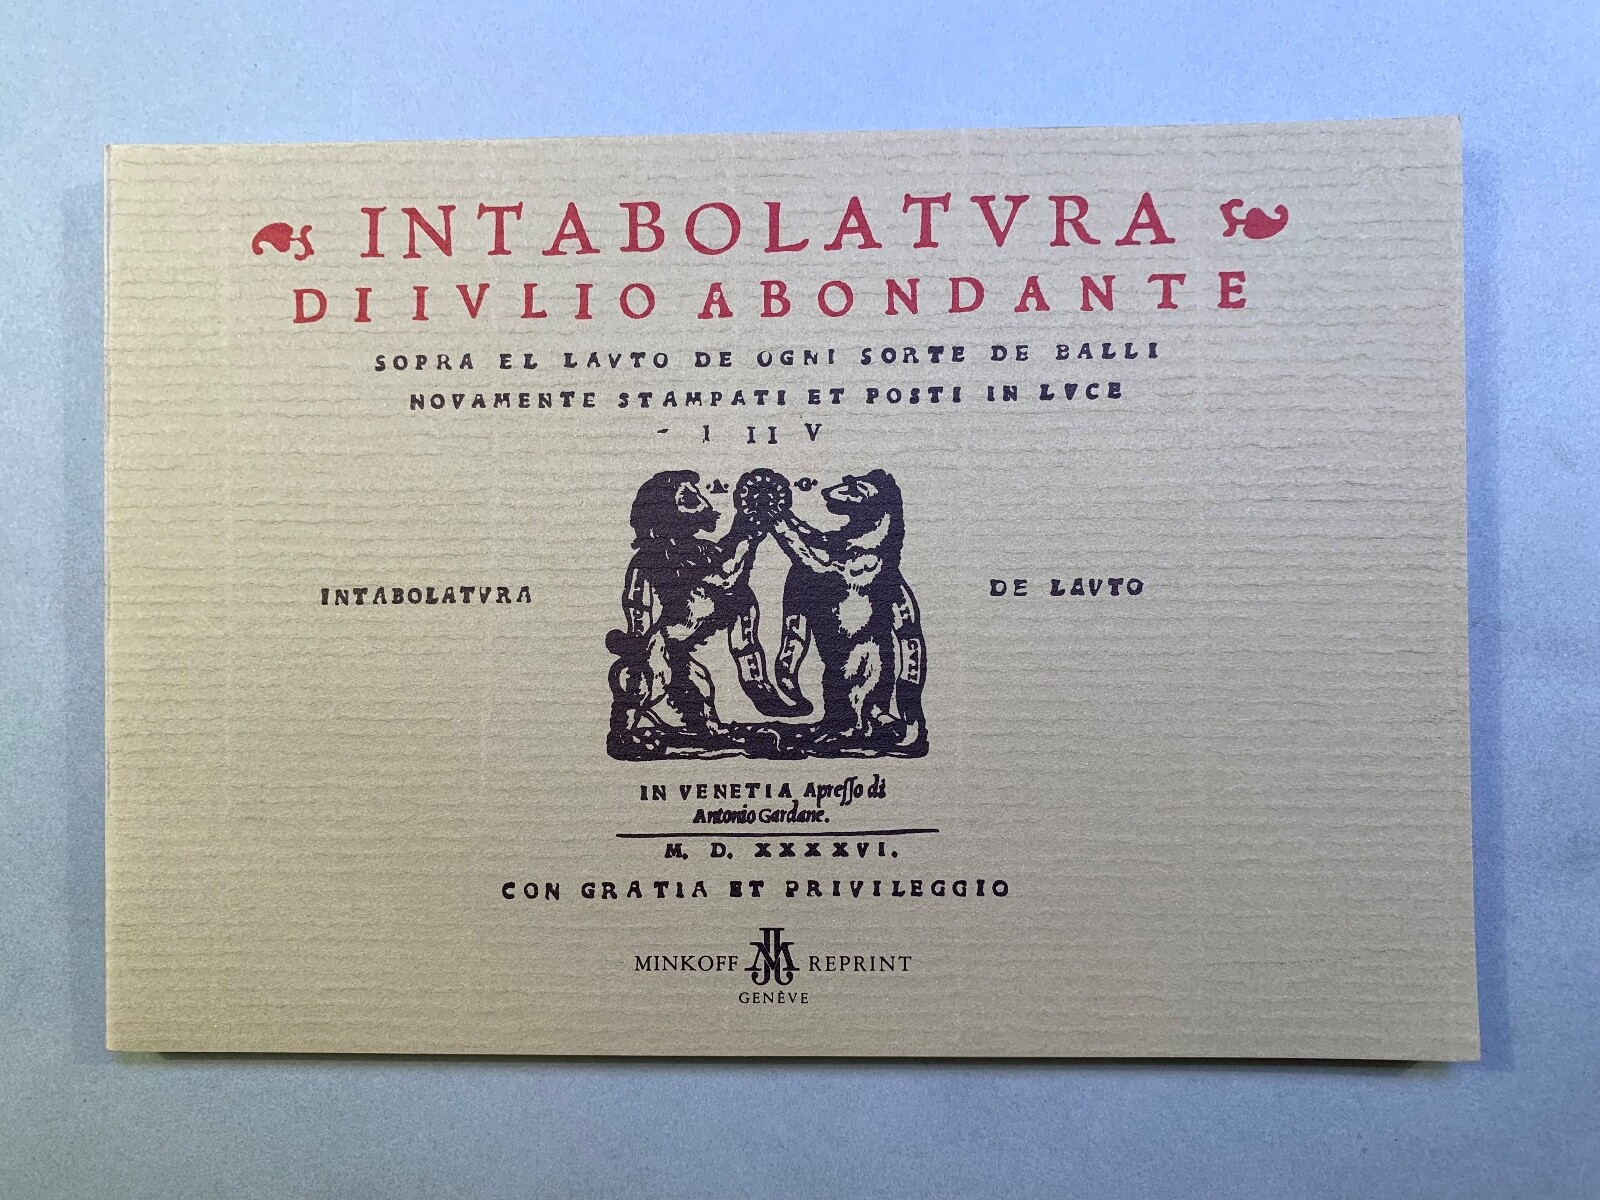 INTABOLATVRA
DI IVLIO ABONDANTE
SOPRA EL LAVTO DE OGNI SORTE DE BALLI
NOVAMENTE STAMPATI ET POSTI IN LVCE
- I II V
·A· G·
INTABOLATVRA DE LAVTO
IN VENETIA Apreſſo di
Antonio Gardane.
M. D. XXXXVI.
CON GRATIA ET PRIVILEGGIO
MINKOFF REPRINT
GENÈVE